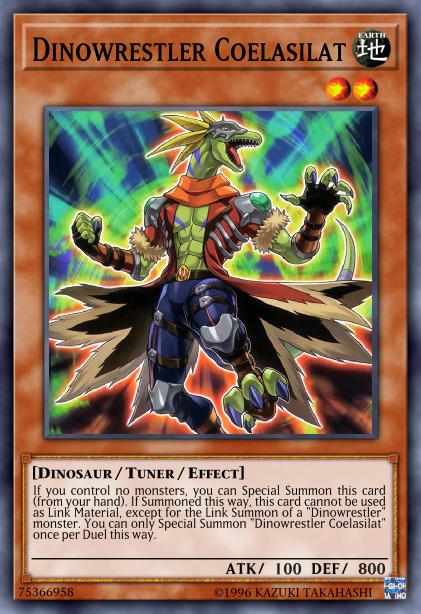 DINOWRESTLER COELASILAT
EARTH
地
[DINOSAUR / TUNER / EFFECT]
If you control no monsters, you can Special Summon this card
(from your hand). If Summoned this way, this card cannot be used
as Link Material, except for the Link Summon of a "Dinowrestler"
monster. You can only Special Summon "Dinowrestler Coelasilat"
once per Duel this way.
ATK/ 100 DEF/ 800
75366958
©1996 KAZUKI TAKAHASHI